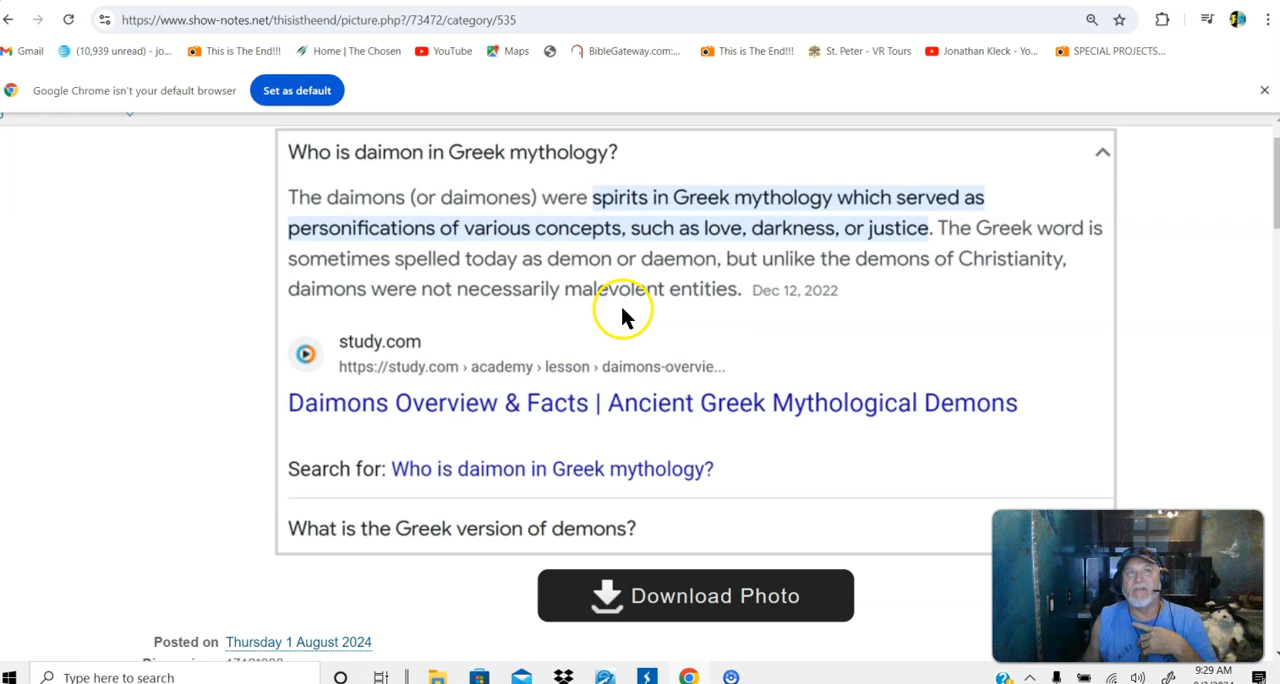 https://www.show-notes.net/thisistheend/picture.php?/73472/category/535
Gmail (10,939 unread) - jo... This is The End!!! Home | The Chosen YouTube Maps BibleGateway.com:... This is The End!!! St. Peter - VR Tours Jonathan Kleck - Yo... SPECIAL PROJECTS...
Google Chrome isn't your default browser Set as default
Who is daimon in Greek mythology?
The daimons (or daimones) were spirits in Greek mythology which served as
personifications of various concepts, such as love, darkness, or justice. The Greek word is
sometimes spelled today as demon or daemon, but unlike the demons of Christianity,
daimons were not necessarily malevolent entities. Dec 12, 2022
study.com
https://study.com › academy › lesson › daimons-overvie...
Daimons Overview & Facts | Ancient Greek Mythological Demons
Search for: Who is daimon in Greek mythology?
What is the Greek version of demons?
Download Photo
Posted on Thursday 1 August 2024
Type here to search
9:29 AM